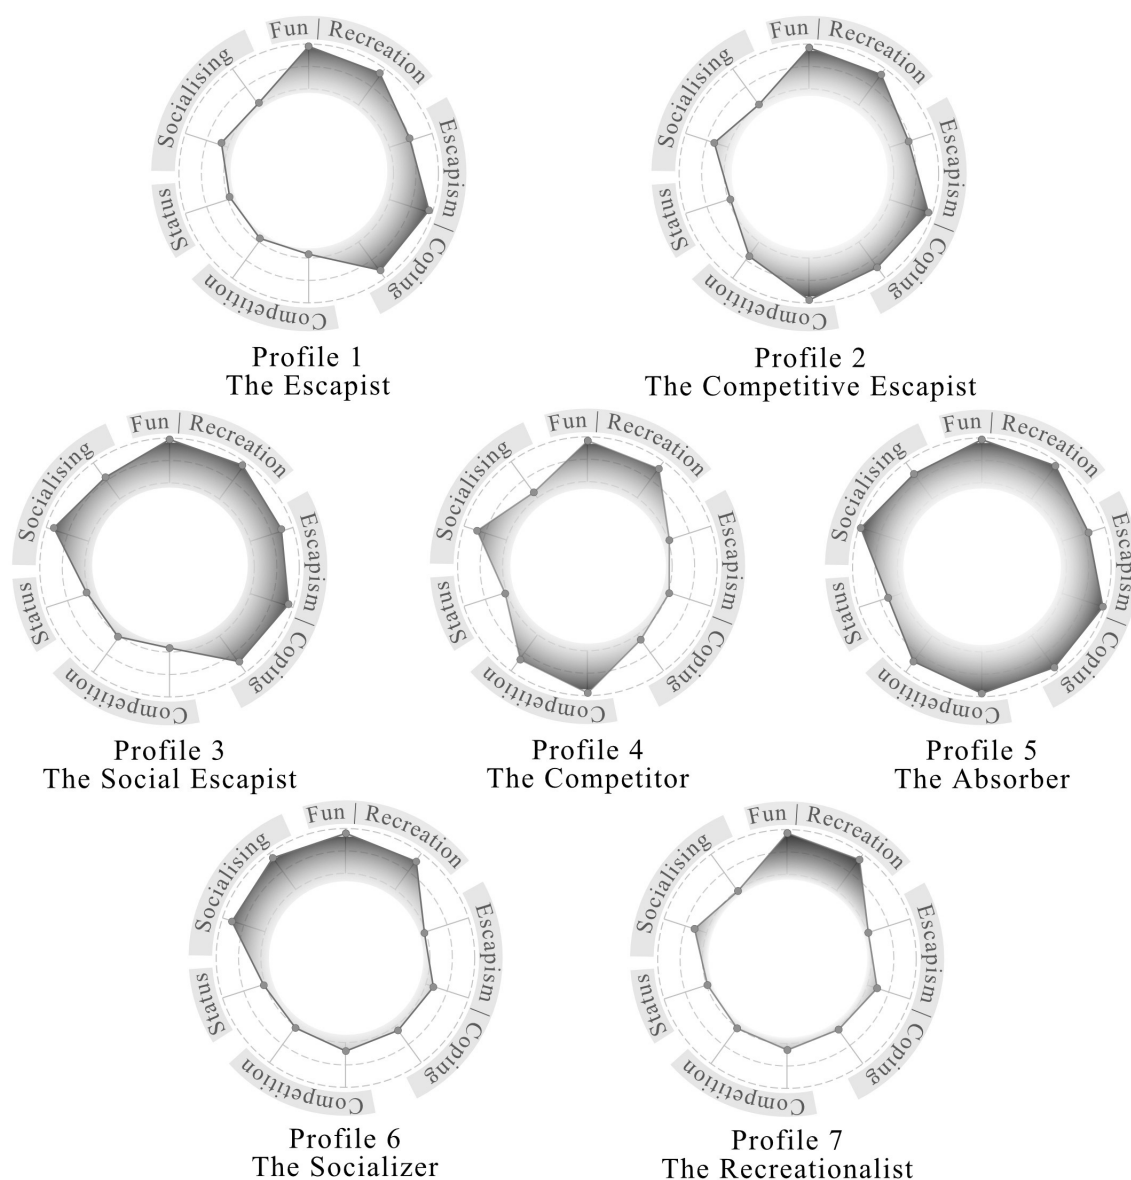 Fun | Recreation
Socialising
Escapism | Coping
Status
Competition
Profile 1
The Escapist
Fun | Recreation
Socialising
Escapism | Coping
Status
Competition
Profile 2
The Competitive Escapist
Fun | Recreation
Socialising
Escapism | Coping
Status
Competition
Profile 3
The Social Escapist
Fun | Recreation
Socialising
Escapism | Coping
Status
Competition
Profile 4
The Competitor
Fun | Recreation
Socialising
Escapism | Coping
Status
Competition
Profile 5
The Absorber
Fun | Recreation
Socialising
Escapism | Coping
Status
Competition
Profile 6
The Socializer
Fun | Recreation
Socialising
Escapism | Coping
Status
Competition
Profile 7
The Recreationalist